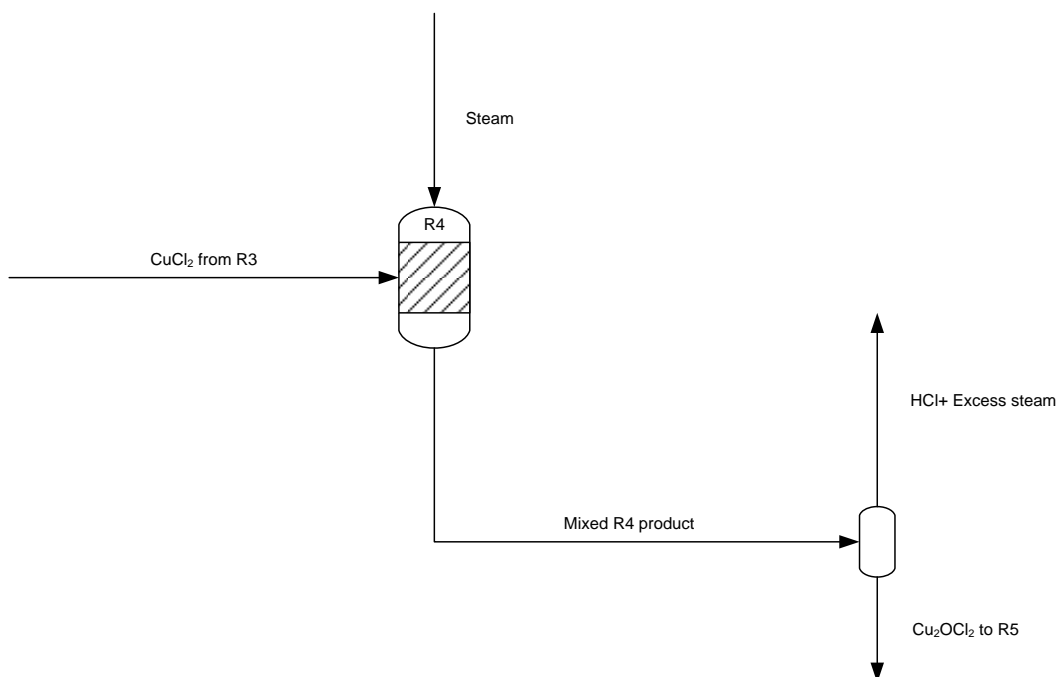 Steam
R4
CuCl₂ from R3
HCl+ Excess steam
Mixed R4 product
Cu₂OCl₂ to R5